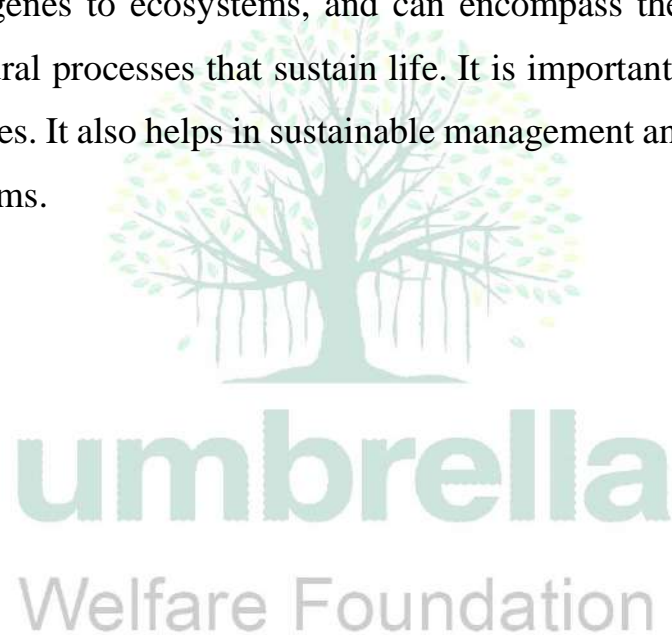 genes to ecosystems, and can encompass the
ral processes that sustain life. It is important
es. It also helps in sustainable management an
ms.
umbrella
Welfare Foundation